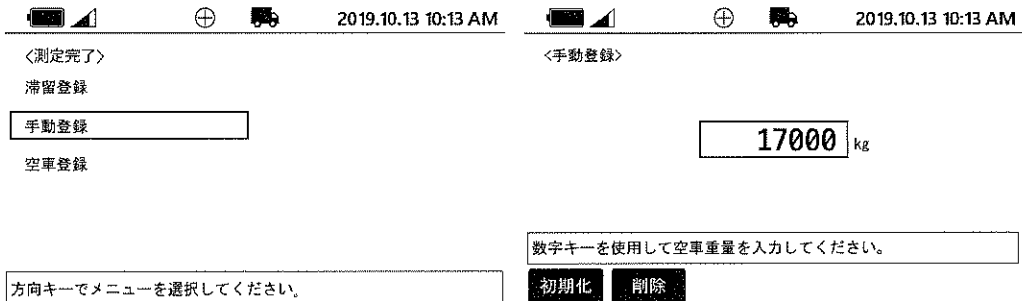 2019.10.13 10:13 AM
〈測定完了〉
滞留登録
手動登録
空車登録
方向キーでメニューを選択してください。
2019.10.13 10:13 AM
〈手動登録〉
17000 kg
数字キーを使用して空車重量を入力してください。
初期化 削除